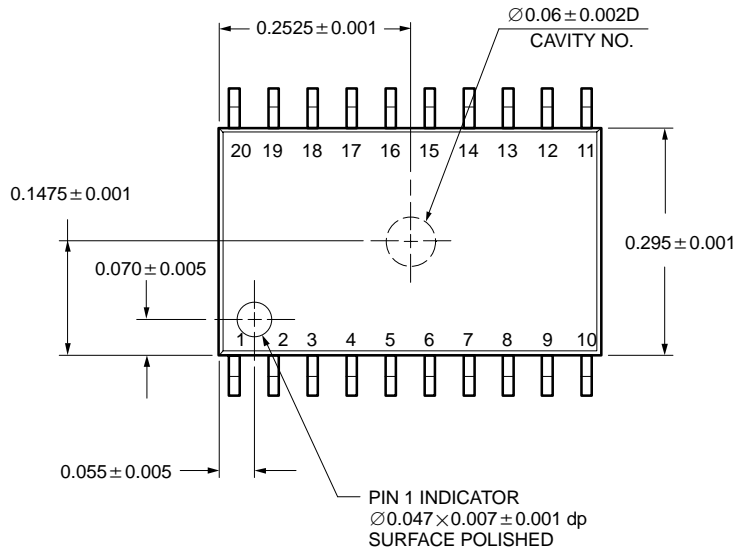 Ø0.06±0.002D
0.2525±0.001
CAVITY NO.
20 19 18 17 16 15 14 13 12 11
0.1475±0.001
0.295±0.001
0.070±0.005
1 2 3 4 5 6 7 8 9 10
0.055±0.005
PIN 1 INDICATOR
Ø0.047×0.007±0.001 dp
SURFACE POLISHED